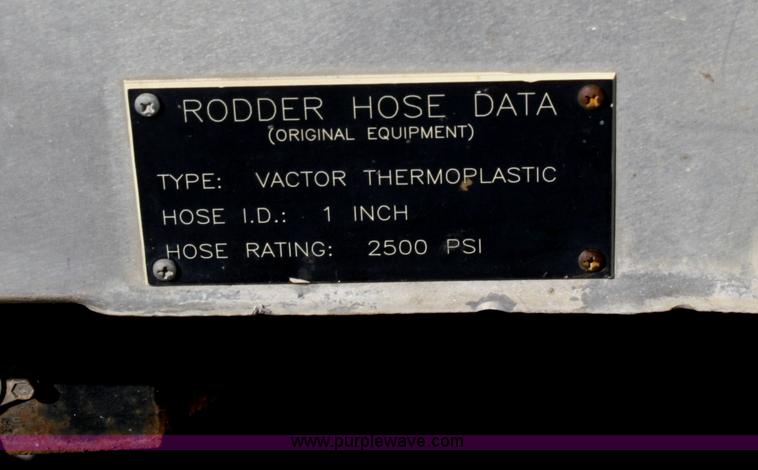 RODDER HOSE DATA
(ORIGINAL EQUIPMENT)
TYPE: VACTOR THERMOPLASTIC
HOSE I.D.: 1 INCH
HOSE RATING: 2500 PSI
www.purplewave.com